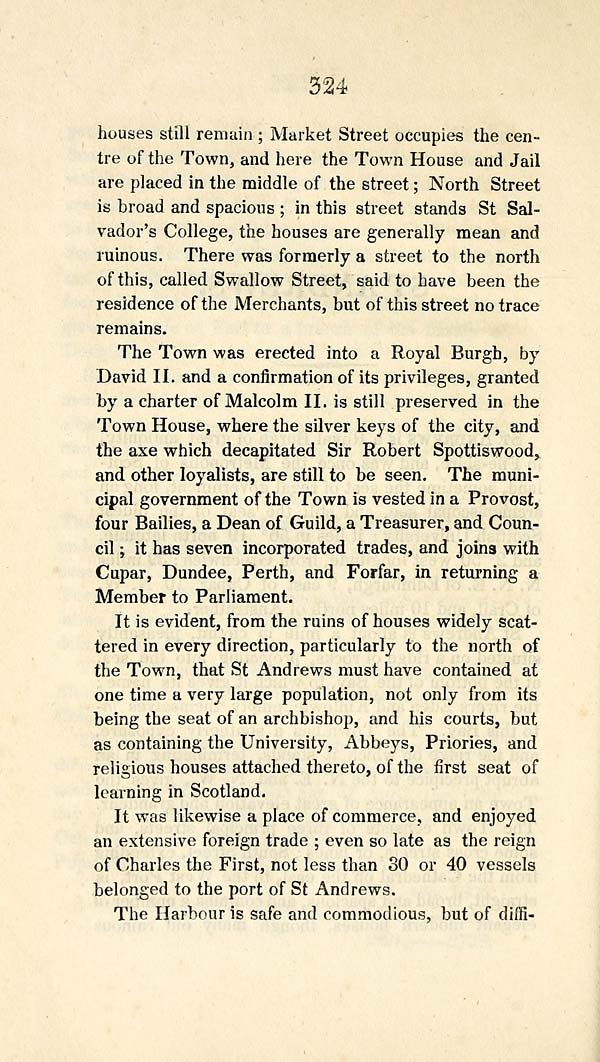 324
houses still remain ; Market Street occupies the cen-
tre of the Town, and here the Town House and Jail
are placed in the middle of the street ; North Street
is broad and spacious ; in this street stands St Sal-
vador's College, the houses are generally mean and
ruinous. There was formerly a street to the north
of this, called Swallow Street, said to have been the
residence of the Merchants, but of this street no trace
remains.
The Town was erected into a Royal Burgh, by
David II. and a confirmation of its privileges, granted
by a charter of Malcolm II. is still preserved in the
Town House, where the silver keys of the city, and
the axe which decapitated Sir Robert Spottiswood,
and other loyalists, are still to be seen. The muni-
cipal government of the Town is vested in a Provost,
four Bailies, a Dean of Guild, a Treasurer, and Coun-
cil ; it has seven incorporated trades, and joins with
Cupar, Dundee, Perth, and Forfar, in returning a
Member to Parliament.
It is evident, from the ruins of houses widely scat-
tered in every direction, particularly to the north of
the Town, that St Andrews must have contained at
one time a very large population, not only from its
being the seat of an archbishop, and his courts, but
as containing the University, Abbeys, Priories, and
religious houses attached thereto, of the first seat of
learning in Scotland.
It was likewise a place of commerce, and enjoyed
an extensive foreign trade ; even so late as the reign
of Charles the First, not less than 30 or 40 vessels
belonged to the port of St Andrews.
The Harbour is safe and commodious, but of diffi-